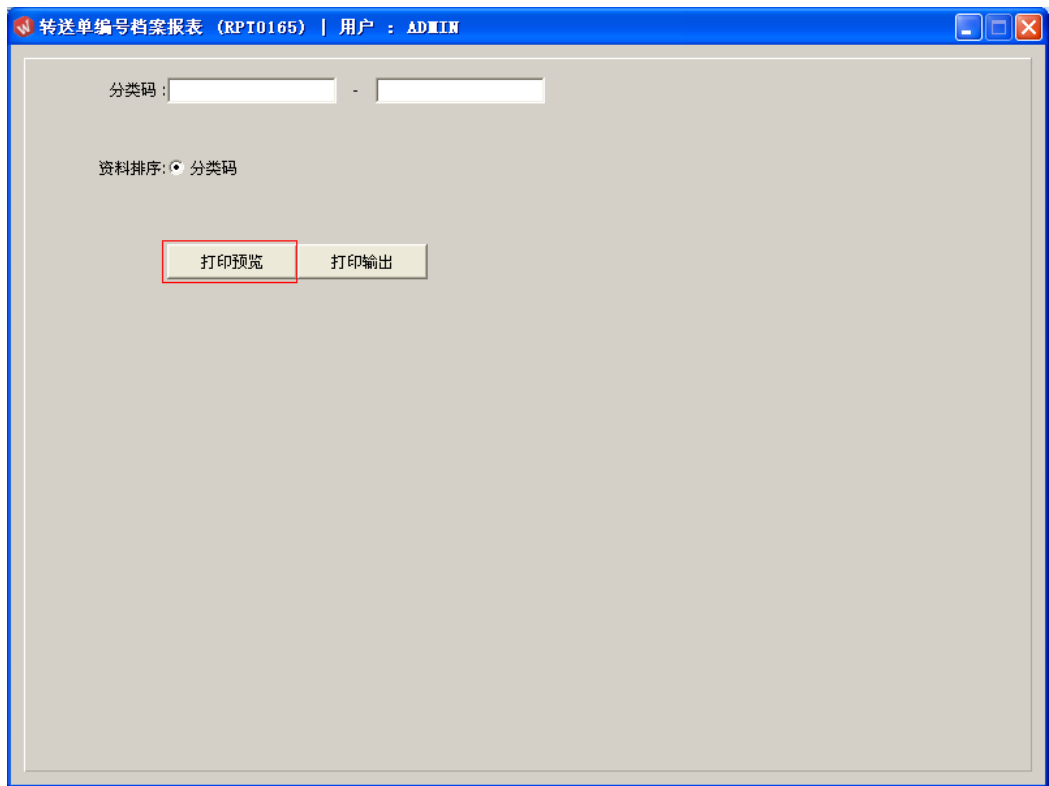 转送单编号档案报表 (RPT0165) | 用户 : ADMIN
分类码 : -
资料排序: 分类码
打印预览 打印输出